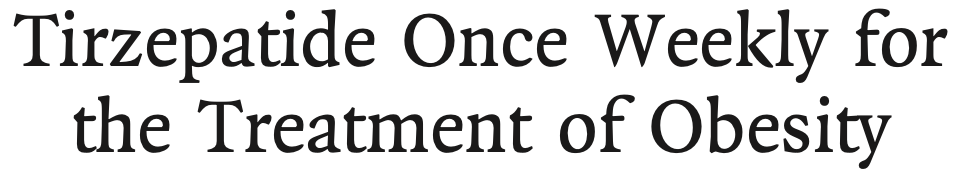 Tirzepatide Once Weekly for
the Treatment of Obesity